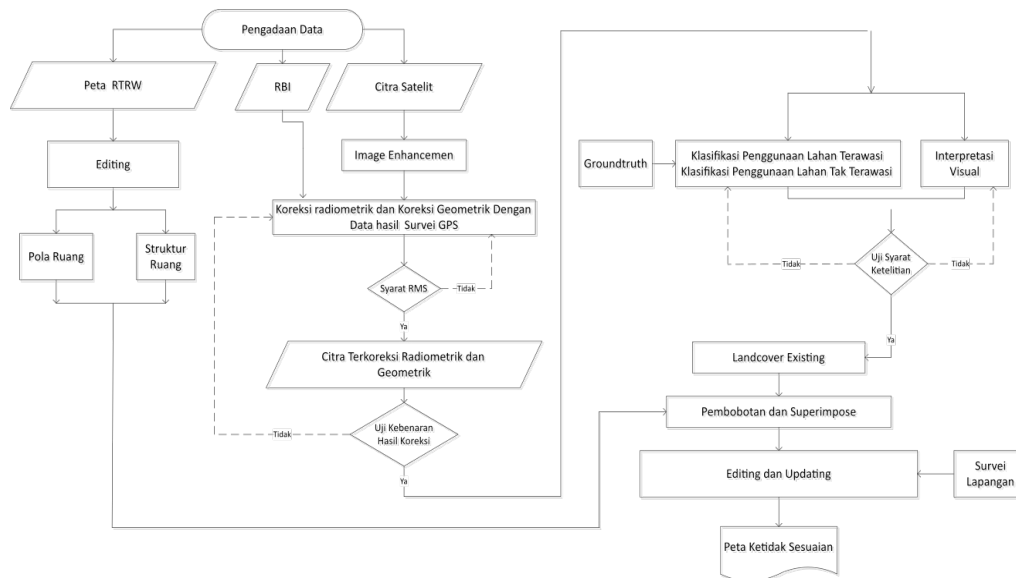 Pengadaan Data
Peta RTRW
RBI
Citra Satelit
Editing
Image Enhancemen
Koreksi radiometrik dan Koreksi Geometrik Dengan
Data hasil Survei GPS
Pola Ruang
Struktur
Ruang
Syarat RMS
Tidak
Ya
Citra Terkoreksi Radiometrik dan
Geometrik
Uji Kebenaran
Hasil Koreksi
Tidak
Ya
Groundtruth
Klasifikasi Penggunaan Lahan Terawasi
Klasifikasi Penggunaan Lahan Tak Terawasi
Interpretasi
Visual
Uji Syarat
Ketelitian
Tidak
Tidak
Ya
Landcover Existing
Pembobotan dan Superimpose
Editing dan Updating
Survei
Lapangan
Peta Ketidak Sesuaian